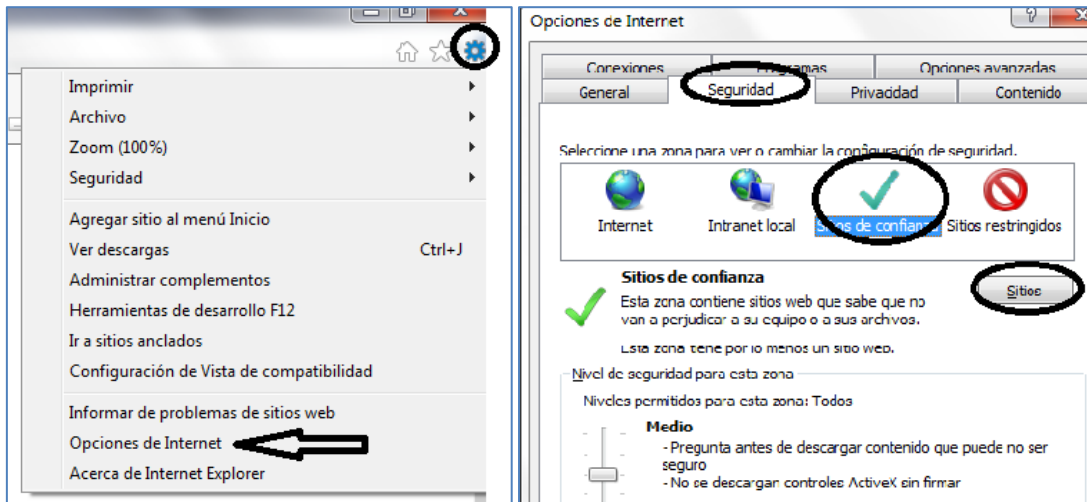 Imprimir
Archivo
Zoom (100%)
Seguridad
Agregar sitio al menú Inicio
Ver descargas Ctrl+J
Administrar complementos
Herramientas de desarrollo F12
Ir a sitios anclados
Configuración de Vista de compatibilidad
Informar de problemas de sitios web
Opciones de Internet
Acerca de Internet Explorer
Opciones de Internet
Conexiones Programas Opciones avanzadas
General Seguridad Privacidad Contenido
Seleccione una zona para ver o cambiar la configuración de seguridad.
Internet Intranet local Sitios de confianza Sitios restringidos
Sitios de confianza
Sitios
Esta zona contiene sitios web que sabe que no
van a perjudicar a su equipo o a sus archivos.
Esta zona tiene por lo menos un sitio web.
Nivel de seguridad para esta zona
Niveles permitidos para esta zona: Todos
Medio
- Pregunta antes de descargar contenido que puede no ser
seguro
- No se descargan controles ActiveX sin firmar